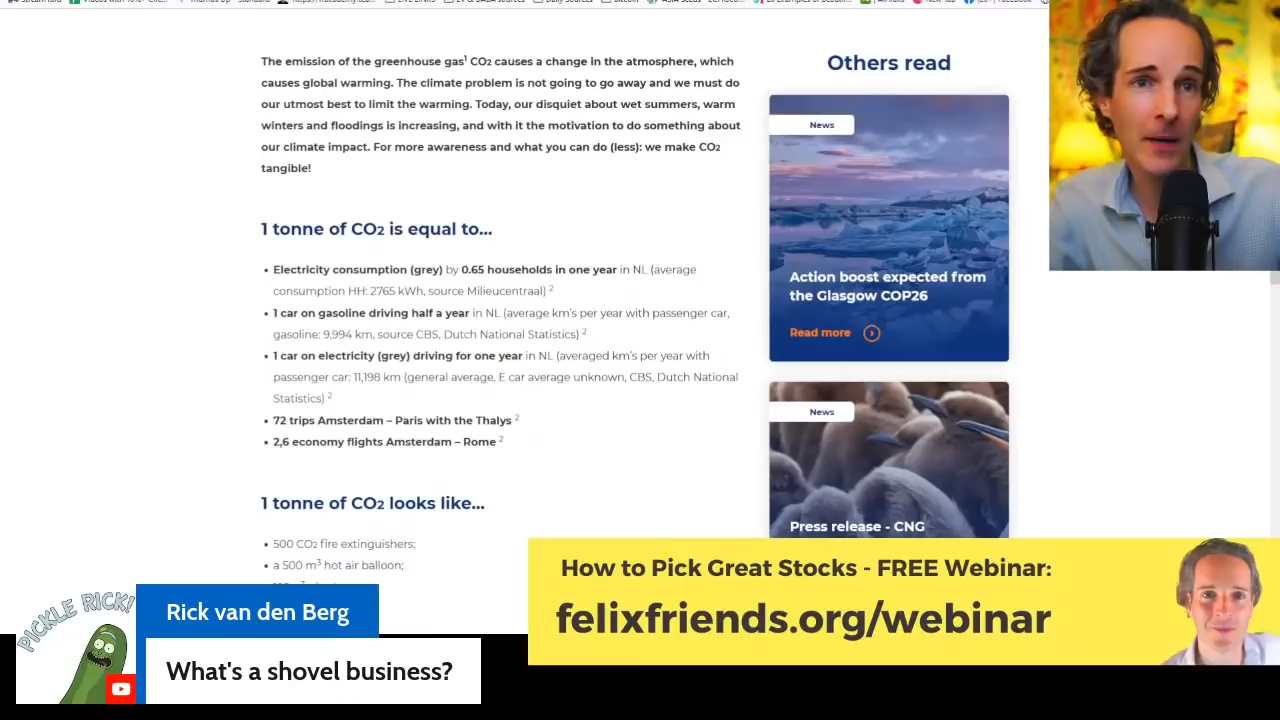 The emission of the greenhouse gas1 CO2 causes a change in the atmosphere, which
causes global warming. The climate problem is not going to go away and we must do
our utmost best to limit the warming. Today, our disquiet about wet summers, warm
winters and floodings is increasing, and with it the motivation to do something about
our climate impact. For more awareness and what you can do (less): we make CO2
tangible!
1 tonne of CO2 is equal to...
• Electricity consumption (grey) by 0.65 households in one year in NL (average
consumption HH: 2765 kWh, source Milieucentraal) 2
• 1 car on gasoline driving half a year in NL (average km's per year with passenger car,
gasoline: 9,994 km, source CBS, Dutch National Statistics) 2
• 1 car on electricity (grey) driving for one year in NL (averaged km's per year with
passenger car: 11,198 km (general average, E car average unknown, CBS, Dutch National
Statistics) 2
• 72 trips Amsterdam – Paris with the Thalys 2
• 2,6 economy flights Amsterdam – Rome 2
1 tonne of CO2 looks like...
• 500 CO2 fire extinguishers;
• a 500 m3 hot air balloon;
Others read
News
Action boost expected from
the Glasgow COP26
Read more
News
Press release - CNG
How to Pick Great Stocks - FREE Webinar:
felixfriends.org/webinar
PICKLE RICK!
Rick van den Berg
What's a shovel business?